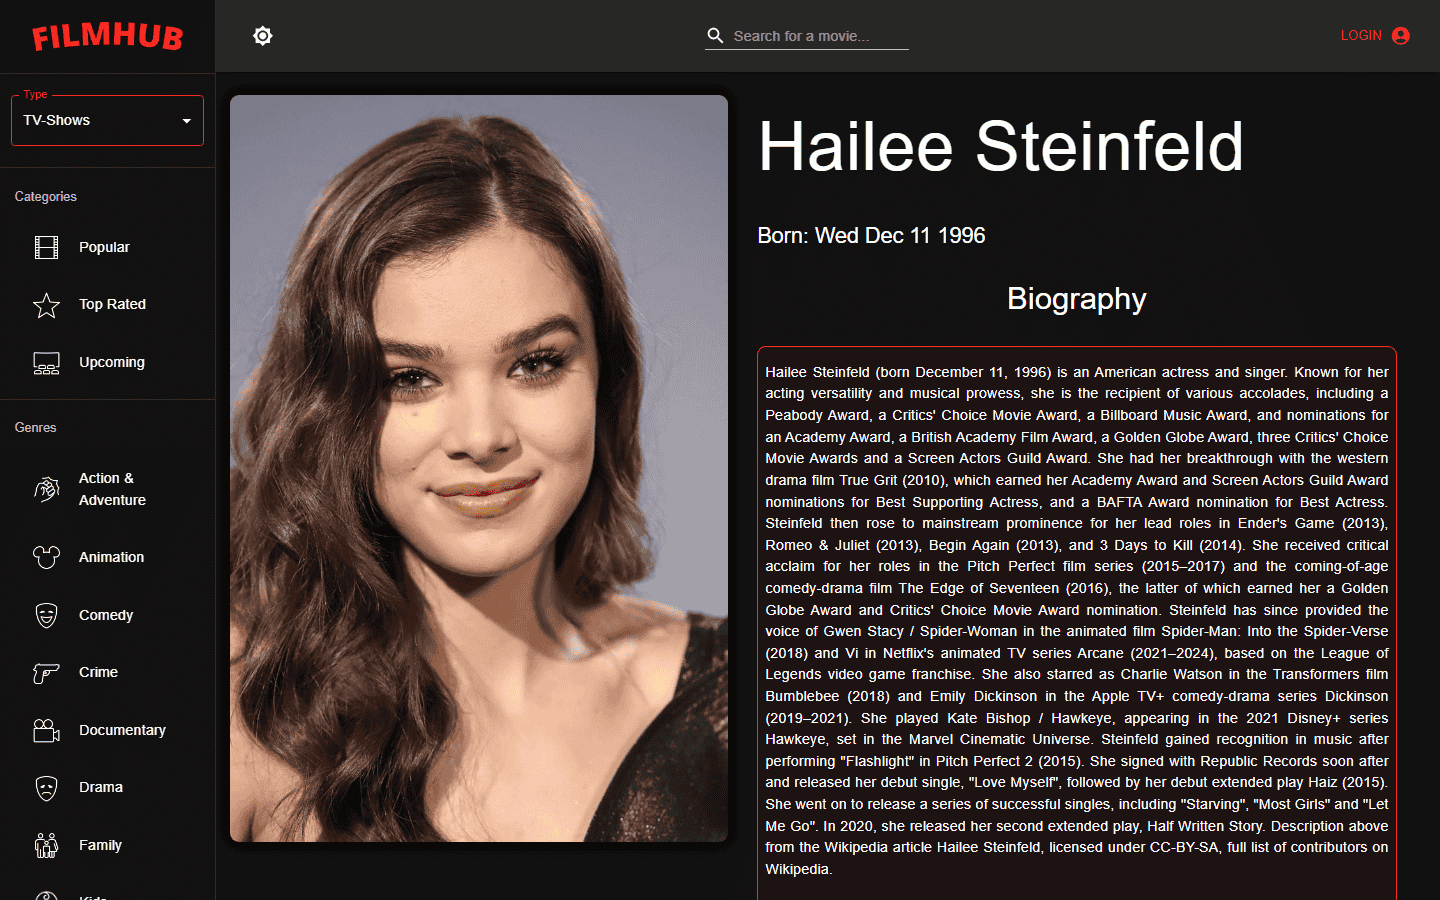 FILMHUB
Search for a movie...
LOGIN
Type
TV-Shows
Categories
Popular
Top Rated
Upcoming
Genres
Action &
Adventure
Animation
Comedy
Crime
Documentary
Drama
Family
Kids
Hailee Steinfeld
Born: Wed Dec 11 1996
Biography
Hailee Steinfeld (born December 11, 1996) is an American actress and singer. Known for her
acting versatility and musical prowess, she is the recipient of various accolades, including a
Peabody Award, a Critics' Choice Movie Award, a Billboard Music Award, and nominations for
an Academy Award, a British Academy Film Award, a Golden Globe Award, three Critics' Choice
Movie Awards and a Screen Actors Guild Award. She had her breakthrough with the western
drama film True Grit (2010), which earned her Academy Award and Screen Actors Guild Award
nominations for Best Supporting Actress, and a BAFTA Award nomination for Best Actress.
Steinfeld then rose to mainstream prominence for her lead roles in Ender's Game (2013),
Romeo & Juliet (2013), Begin Again (2013), and 3 Days to Kill (2014). She received critical
acclaim for her roles in the Pitch Perfect film series (2015–2017) and the coming-of-age
comedy-drama film The Edge of Seventeen (2016), the latter of which earned her a Golden
Globe Award and Critics' Choice Movie Award nomination. Steinfeld has since provided the
voice of Gwen Stacy / Spider-Woman in the animated film Spider-Man: Into the Spider-Verse
(2018) and Vi in Netflix's animated TV series Arcane (2021–2024), based on the League of
Legends video game franchise. She also starred as Charlie Watson in the Transformers film
Bumblebee (2018) and Emily Dickinson in the Apple TV+ comedy-drama series Dickinson
(2019–2021). She played Kate Bishop / Hawkeye, appearing in the 2021 Disney+ series
Hawkeye, set in the Marvel Cinematic Universe. Steinfeld gained recognition in music after
performing "Flashlight" in Pitch Perfect 2 (2015). She signed with Republic Records soon after
and released her debut single, "Love Myself", followed by her debut extended play Haiz (2015).
She went on to release a series of successful singles, including "Starving", "Most Girls" and "Let
Me Go". In 2020, she released her second extended play, Half Written Story. Description above
from the Wikipedia article Hailee Steinfeld, licensed under CC-BY-SA, full list of contributors on
Wikipedia.